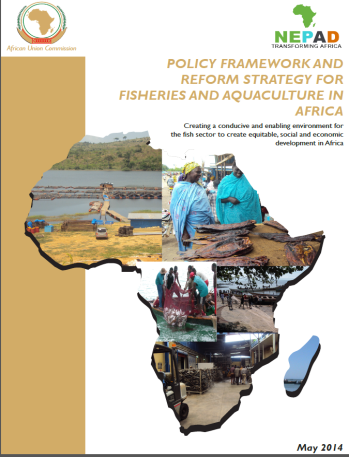 African Union Commission
NEPAD
TRANSFORMING AFRICA
POLICY FRAMEWORK AND
REFORM STRATEGY FOR
FISHERIES AND AQUACULTURE IN
AFRICA
Creating a conducive and enabling environment for
the fish sector to create equitable, social and economic
development in Africa
May 2014